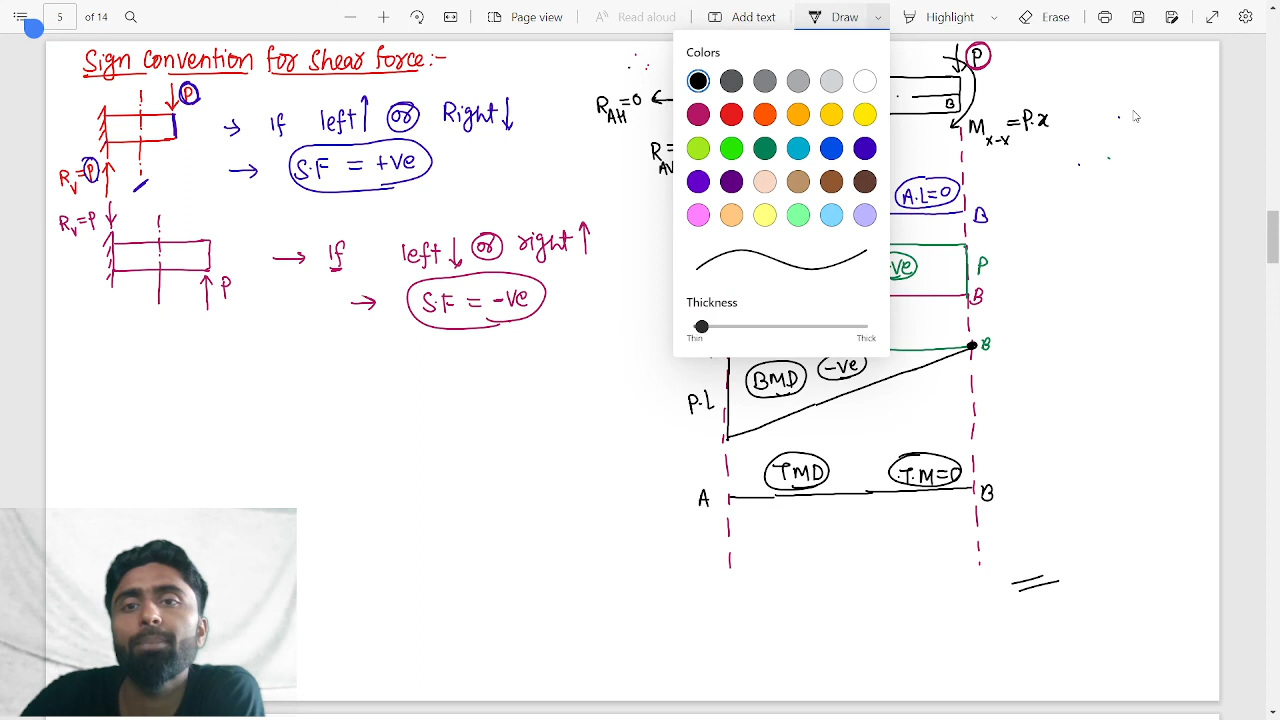 5 of 14
Page view
Read aloud
Add text
Draw
Highlight
Erase
Colors
Thickness
Thin Thick
Sign convention for shear force:-
P
→ If left↑ or Right↓
→ S.F = +ve
Rv=P
Rv=P↓
→ If left↓ or right↑
→ S.F = -ve
P
P
R_AH=0
B
M_x-x = P.x
A.L=0
B
-ve
P
B
B
BMD -ve
P.L
TMD T.M=0
A B